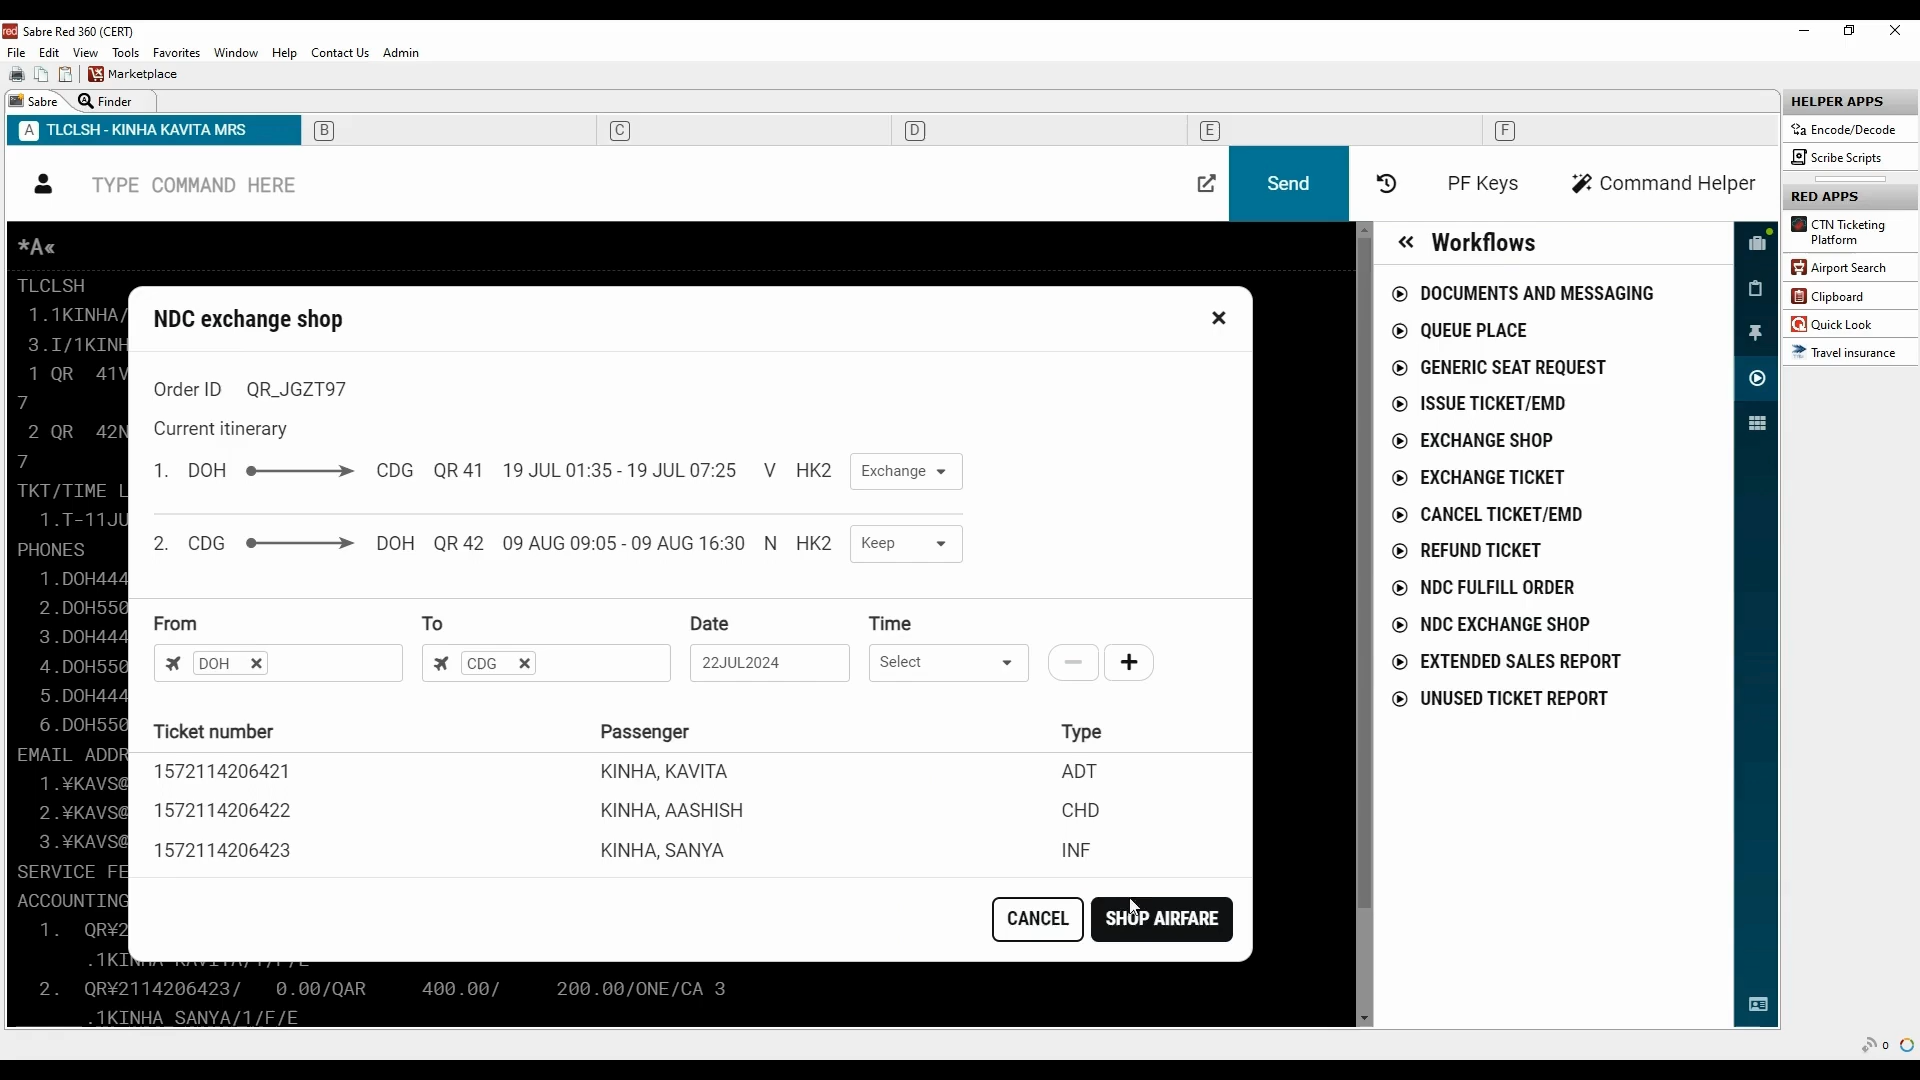 red Sabre Red 360 (CERT)
File Edit View Tools Favorites Window Help Contact Us Admin
Marketplace
Sabre Finder
A TLCLSH - KINHA KAVITA MRS B C D E F
TYPE COMMAND HERE Send PF Keys Command Helper
*A«
TLCLSH
1.1KINHA/
3.I/1KINH
1 QR 41V
7
2 QR 42N
7
TKT/TIME L
1.T-11JU
PHONES
1.DOH444
2.DOH550
3.DOH444
4.DOH550
5.DOH444
6.DOH550
EMAIL ADDR
1.¥KAVS@
2.¥KAVS@
3.¥KAVS@
SERVICE FE
ACCOUNTING
1. QR¥2
.1KINHA KAVITA/1/F/E
2. QR¥2114206423/ 0.00/QAR 400.00/ 200.00/ONE/CA 3
.1KINHA SANYA/1/F/E
NDC exchange shop
Order ID QR_JGZT97
Current itinerary
1. DOH CDG QR 41 19 JUL 01:35 - 19 JUL 07:25 V HK2 Exchange
2. CDG DOH QR 42 09 AUG 09:05 - 09 AUG 16:30 N HK2 Keep
From To Date Time
DOH CDG 22JUL2024 Select
Ticket number Passenger Type
1572114206421 KINHA, KAVITA ADT
1572114206422 KINHA, AASHISH CHD
1572114206423 KINHA, SANYA INF
CANCEL SHOP AIRFARE
Workflows
DOCUMENTS AND MESSAGING
QUEUE PLACE
GENERIC SEAT REQUEST
ISSUE TICKET/EMD
EXCHANGE SHOP
EXCHANGE TICKET
CANCEL TICKET/EMD
REFUND TICKET
NDC FULFILL ORDER
NDC EXCHANGE SHOP
EXTENDED SALES REPORT
UNUSED TICKET REPORT
HELPER APPS
Encode/Decode
Scribe Scripts
RED APPS
CTN Ticketing
Platform
Airport Search
Clipboard
Quick Look
Travel insurance
0